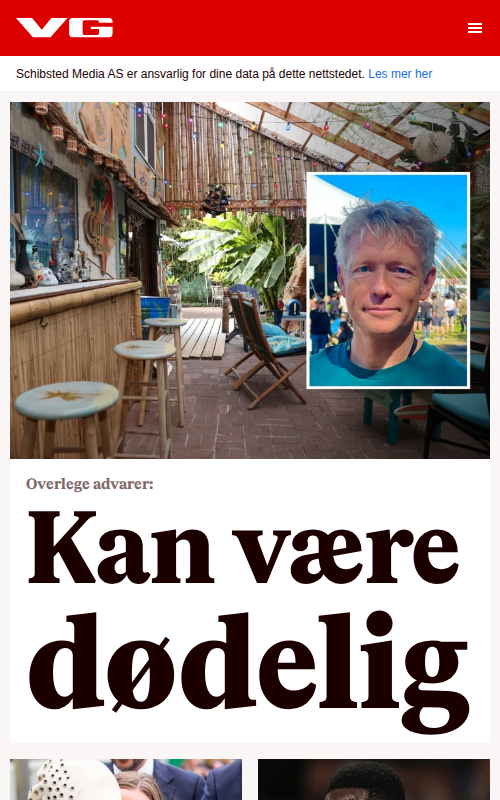 VG
Schibsted Media AS er ansvarlig for dine data på dette nettstedet. Les mer her
Overlege advarer:
Kan være
dødelig